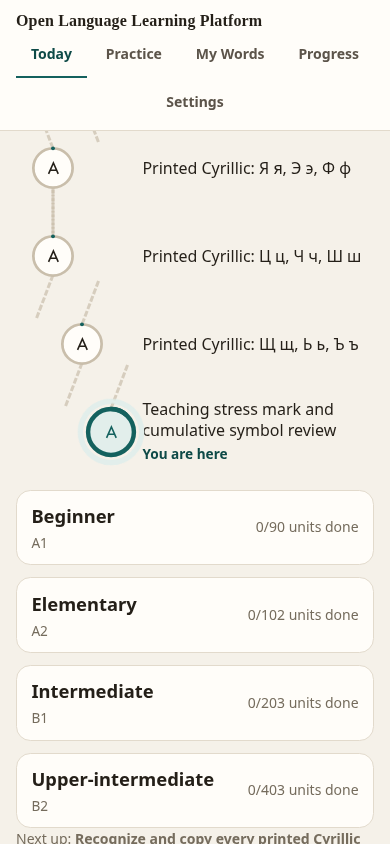 Open Language Learning Platform
Today Practice My Words Progress
Settings
A Printed Cyrillic: Я я, Э э, Ф ф
A Printed Cyrillic: Ц ц, Ч ч, Ш ш
A Printed Cyrillic: Щ щ, Ь ь, Ъ ъ
Teaching stress mark and
A cumulative symbol review
You are here
Beginner
0/90 units done
A1
Elementary
0/102 units done
A2
Intermediate
0/203 units done
B1
Upper-intermediate
0/403 units done
B2
Next up: Recognize and copy every printed Cyrillic